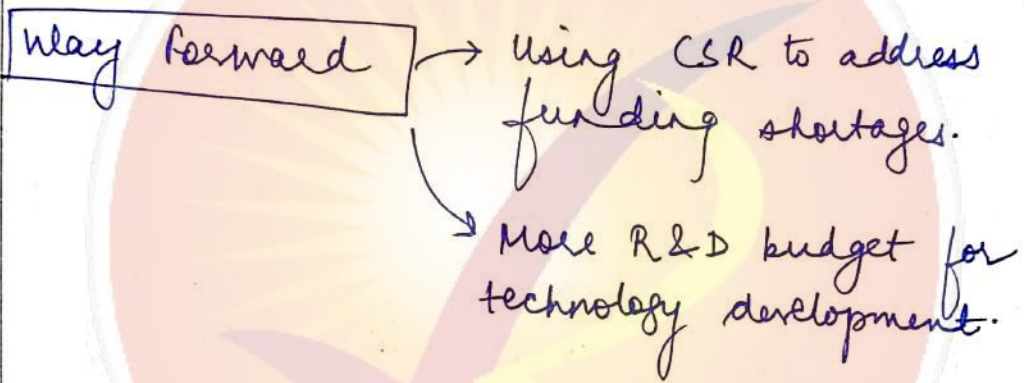 Way Forward
Using CSR to address
funding shortages.
More R&D budget for
technology development.